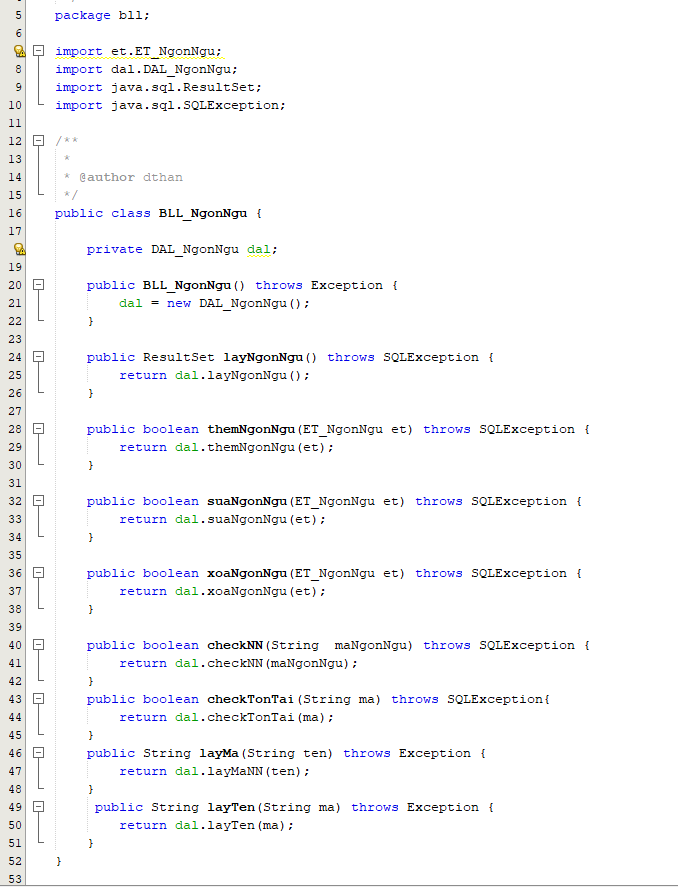 5 package bll;
6
import et.ET_NgonNgu;
8 import dal.DAL_NgonNgu;
9 import java.sql.ResultSet;
10 import java.sql.SQLException;
11
12 /**
13 *
14 * @author dthan
15 */
16 public class BLL_NgonNgu {
17
private DAL_NgonNgu dal;
19
20 public BLL_NgonNgu() throws Exception {
21 dal = new DAL_NgonNgu();
22 }
23
24 public ResultSet layNgonNgu() throws SQLException {
25 return dal.layNgonNgu();
26 }
27
28 public boolean themNgonNgu(ET_NgonNgu et) throws SQLException {
29 return dal.themNgonNgu(et);
30 }
31
32 public boolean suaNgonNgu(ET_NgonNgu et) throws SQLException {
33 return dal.suaNgonNgu(et);
34 }
35
36 public boolean xoaNgonNgu(ET_NgonNgu et) throws SQLException {
37 return dal.xoaNgonNgu(et);
38 }
39
40 public boolean checkNN(String  maNgonNgu) throws SQLException {
41 return dal.checkNN(maNgonNgu);
42 }
43 public boolean checkTonTai(String ma) throws SQLException{
44 return dal.checkTonTai(ma);
45 }
46 public String layMa(String ten) throws Exception {
47 return dal.layMaNN(ten);
48 }
49 public String layTen(String ma) throws Exception {
50 return dal.layTen(ma);
51 }
52 }
53